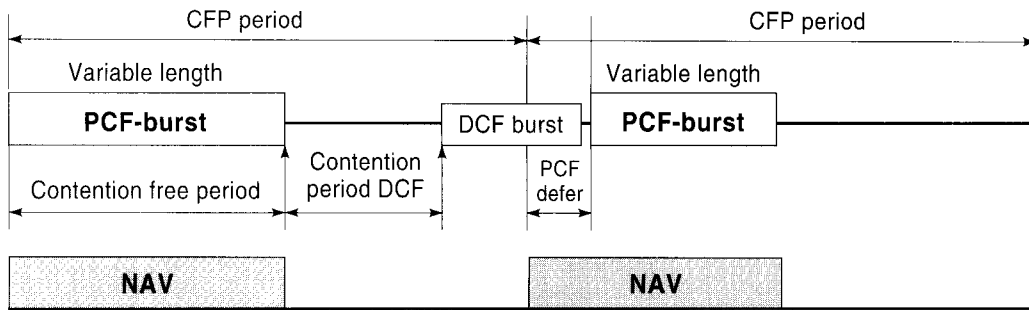 CFP period
CFP period
Variable length
Variable length
PCF-burst
DCF burst
PCF-burst
Contention free period
Contention
period DCF
PCF
defer
NAV
NAV